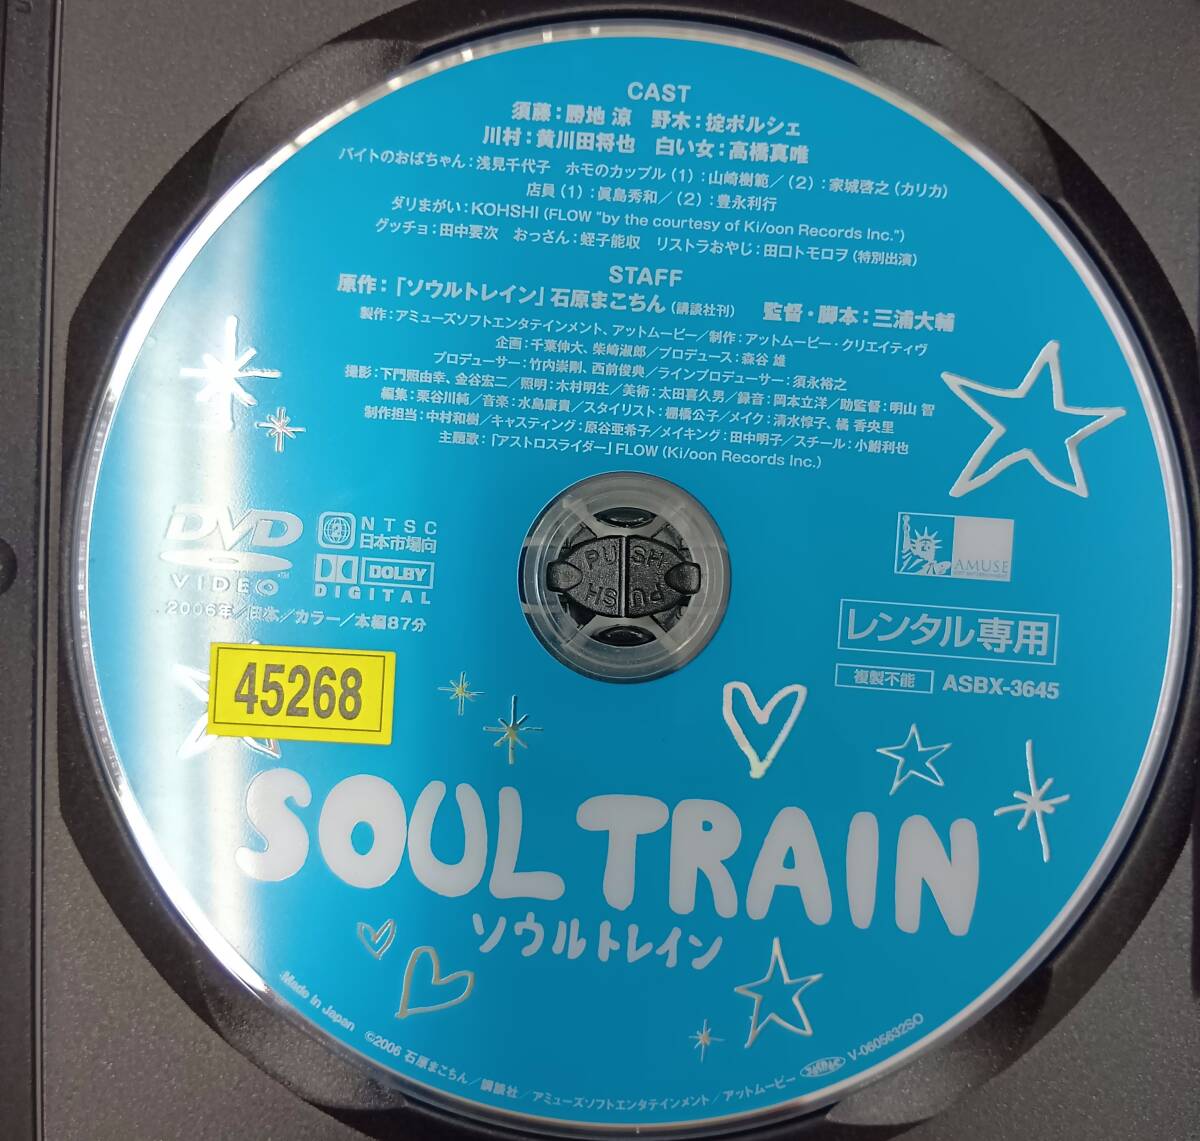 CAST
須藤：勝地 涼　野木：掟ポルシェ
川村：黄川田将也　白い女：高橋真唯
バイトのおばちゃん：浅見千代子　ホモのカップル（1）：山崎樹範／（2）：家城啓之（カリカ）
店員（1）：眞島秀和／（2）：豊永利行
ダリまがい：KOHSHI (FLOW "by the courtesy of Ki/oon Records Inc.")
グッチョ：田中要次　おっさん：蛭子能収　リストラおやじ：田口トモロヲ（特別出演）
STAFF
原作：「ソウルトレイン」石原まこちん（講談社刊）　監督・脚本：三浦大輔
製作：アミューズソフトエンタテインメント、アットムービー／制作：アットムービー・クリエイティヴ
企画：千葉伸大、柴崎淑郎／プロデュース：森谷 雄
プロデューサー：竹内崇剛、西前俊典／ラインプロデューサー：須永裕之
撮影：下門照由幸、金谷宏二／照明：木村明生／美術：太田喜久男／録音：岡本立洋／助監督：明山 智
編集：栗谷川純／音楽：水島康貴／スタイリスト：棚橋公子／メイク：清水惇子、橘 香央里
制作担当：中村和樹／キャスティング：原谷亜希子／メイキング：田中明子／スチール：小鮒利也
主題歌：「アストロスライダー」FLOW (Ki/oon Records Inc.)
DVD
VIDEO TM
2
NTSC
日本市場向
DOLBY
DIGITAL
2006年／日本／カラー／本編87分
PUSH
PUSH
AMUSE
レンタル専用
複製不能 ASBX-3645
45268
SOUL TRAIN
ソウルトレイン
Made in Japan
©2006 石原まこちん／講談社／アミューズソフトエンタテインメント／アットムービー
V-0605632SO